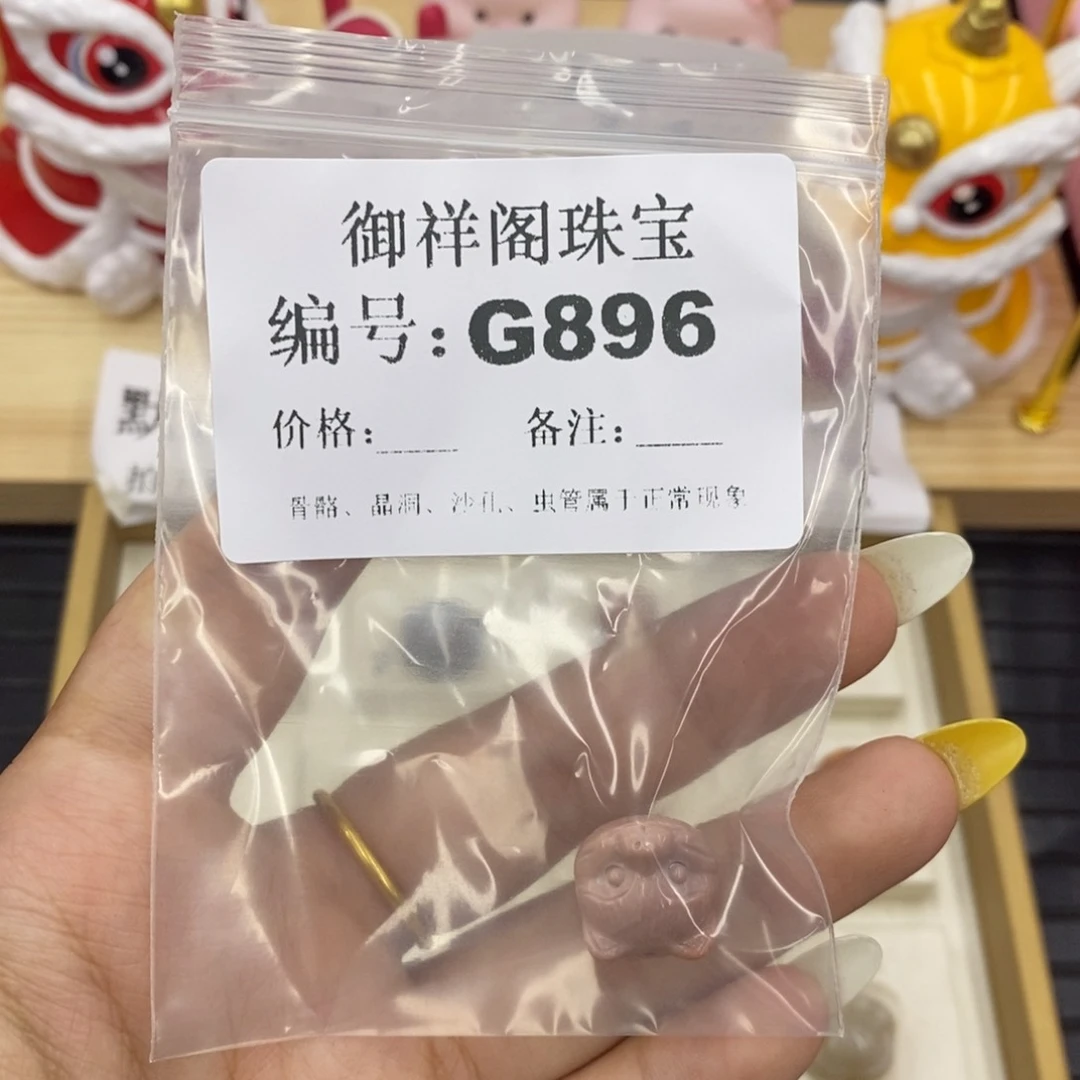 御祥阁珠宝
编号:G896
价格:____ 备注:____
骨髅、晶洞、沙孔、虫管属于正常现象